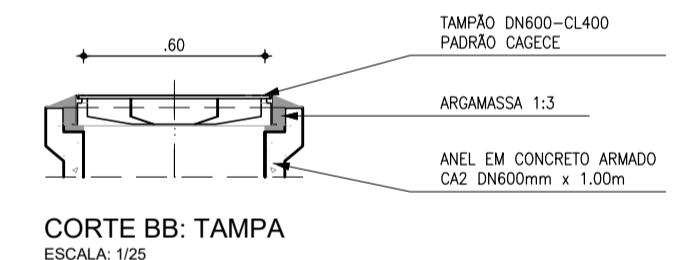 .60
TAMPÃO DN600-CL400
PADRÃO CAGECE
ARGAMASSA 1:3
ANEL EM CONCRETO ARMADO
CA2 DN600mm x 1.00m
CORTE BB: TAMPA
ESCALA: 1/25